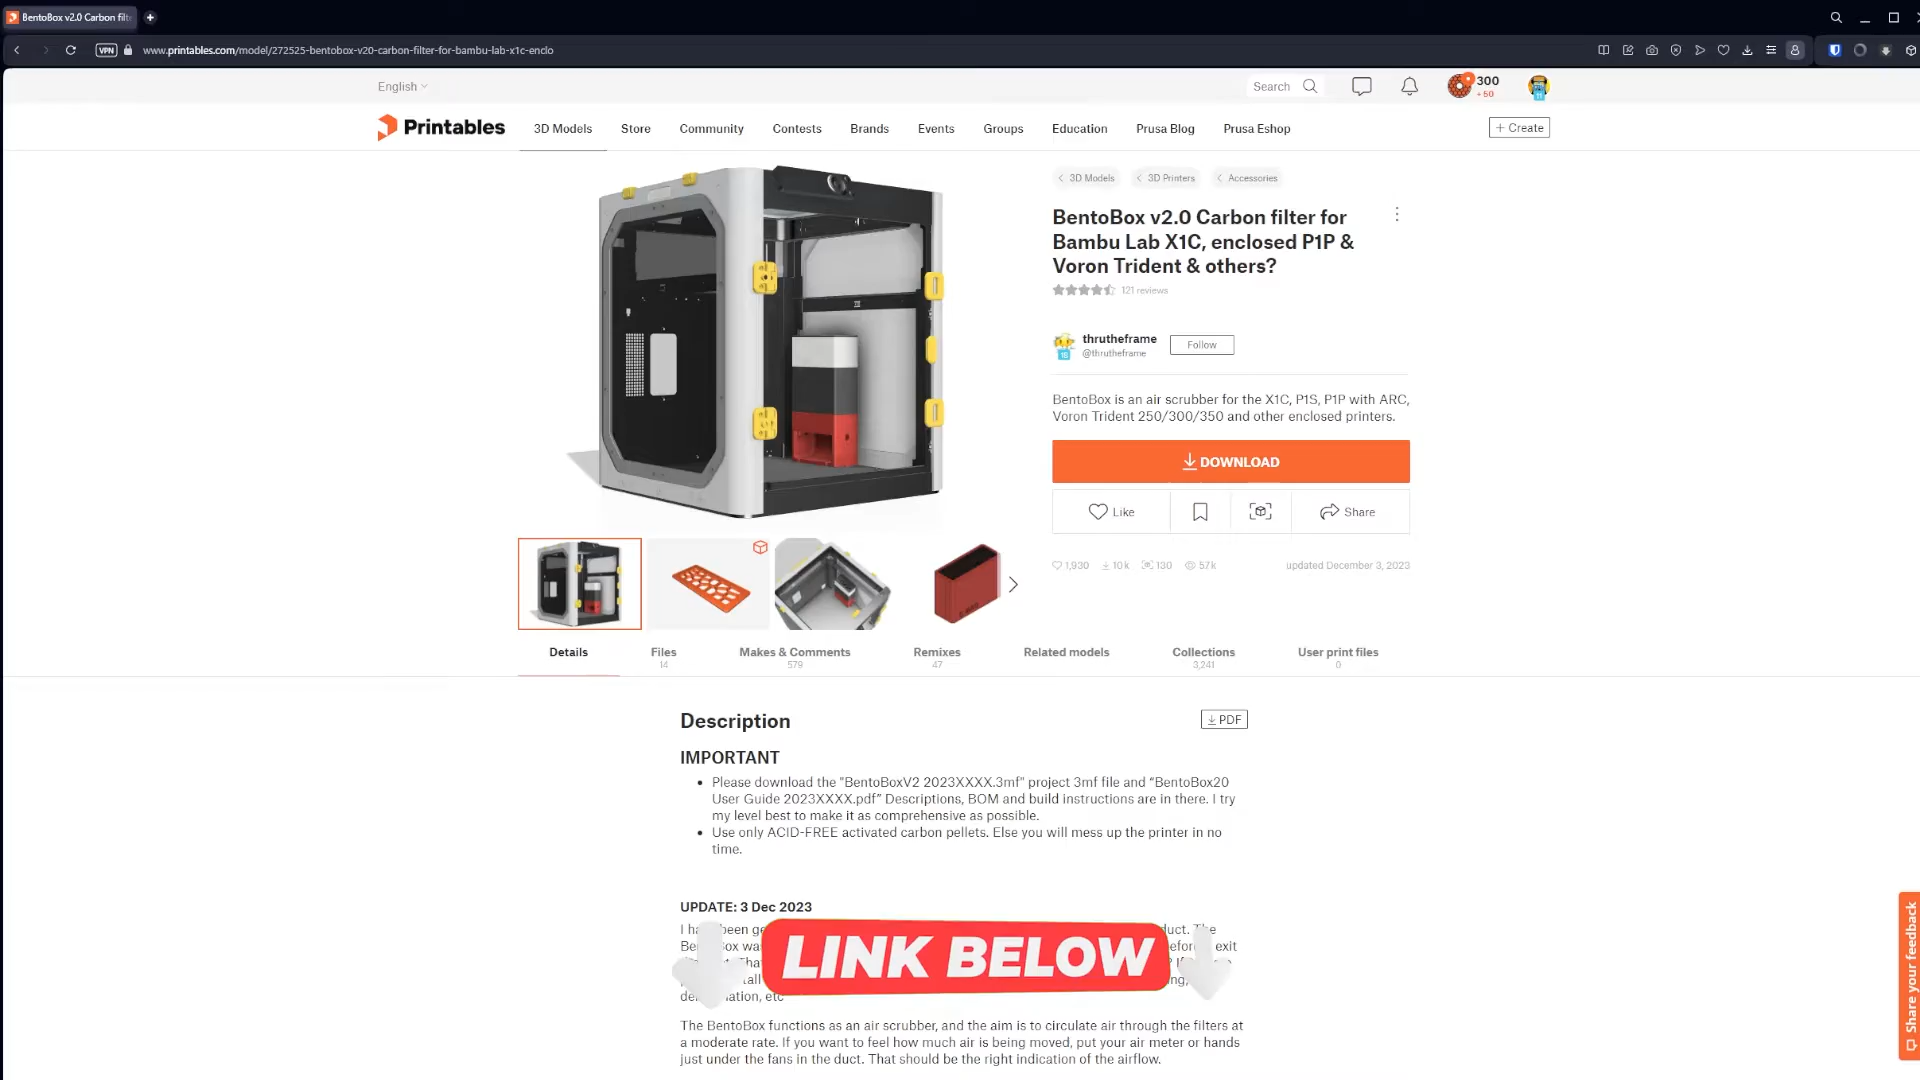 BentoBox v2.0 Carbon filt
VPN www.printables.com/model/272525-bentobox-v20-carbon-filter-for-bambu-lab-x1c-enclo
English
Search
300
+50
Printables
3D Models
Store
Community
Contests
Brands
Events
Groups
Education
Prusa Blog
Prusa Eshop
+ Create
3D Models
3D Printers
Accessories
BentoBox v2.0 Carbon filter for
Bambu Lab X1C, enclosed P1P &
Voron Trident & others?
121 reviews
thrutheframe
@thrutheframe
Follow
BentoBox is an air scrubber for the X1C, P1S, P1P with ARC,
Voron Trident 250/300/350 and other enclosed printers.
DOWNLOAD
Like
Share
1,930 10k 130 57k updated December 3, 2023
Details
Files
14
Makes & Comments
579
Remixes
47
Related models
Collections
3,241
User print files
0
Description
PDF
IMPORTANT
• Please download the "BentoBoxV2 2023XXXX.3mf" project 3mf file and “BentoBox20
User Guide 2023XXXX.pdf” Descriptions, BOM and build instructions are in there. I try
my level best to make it as comprehensive as possible.
• Use only ACID-FREE activated carbon pellets. Else you will mess up the printer in no
time.
UPDATE: 3 Dec 2023
LINK BELOW
The BentoBox functions as an air scrubber, and the aim is to circulate air through the filters at
a moderate rate. If you want to feel how much air is being moved, put your air meter or hands
just under the fans in the duct. That should be the right indication of the airflow.
Share your feedback